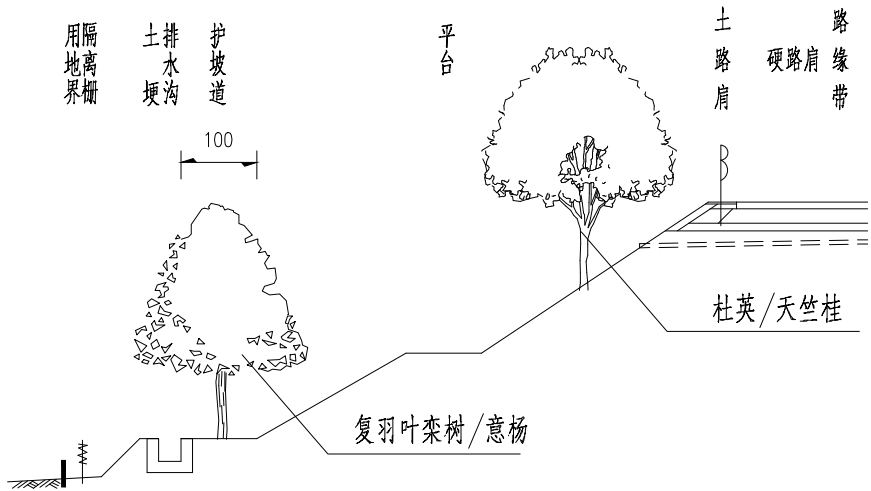 用地界
隔离栅
土埂
排水沟
护坡道
平台
土路肩
硬路肩
路缘带
100
杜英/天竺桂
复羽叶栾树/意杨